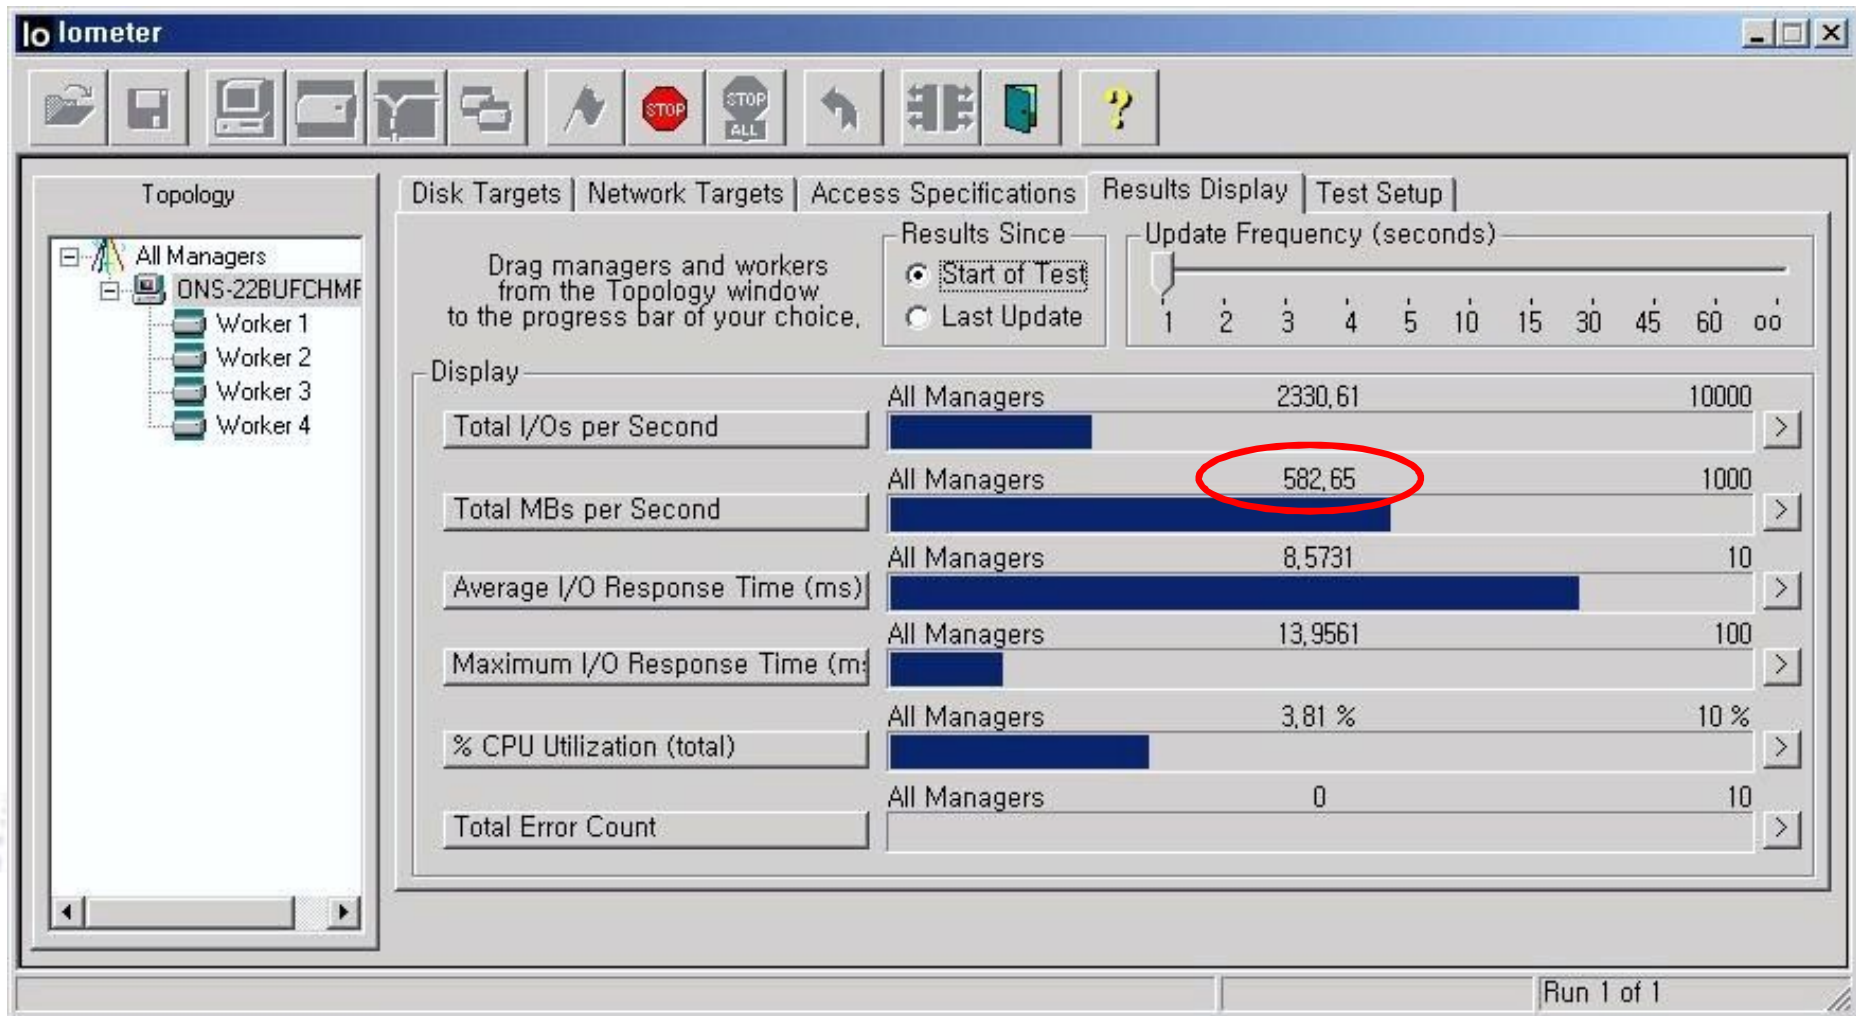 Io Iometer
STOP
STOP
ALL
?
Topology
All Managers
ONS-22BUFCHMF
Worker 1
Worker 2
Worker 3
Worker 4
Disk Targets
Network Targets
Access Specifications
Results Display
Test Setup
Drag managers and workers
from the Topology window
to the progress bar of your choice,
Results Since
Start of Test
Last Update
Update Frequency (seconds)
1 2 3 4 5 10 15 30 45 60 oo
Display
All Managers 2330,61 10000
Total I/Os per Second >
All Managers 582,65 1000
Total MBs per Second >
All Managers 8,5731 10
Average I/O Response Time (ms) >
All Managers 13,9561 100
Maximum I/O Response Time (m >
All Managers 3,81 % 10 %
% CPU Utilization (total) >
All Managers 0 10
Total Error Count >
Run 1 of 1